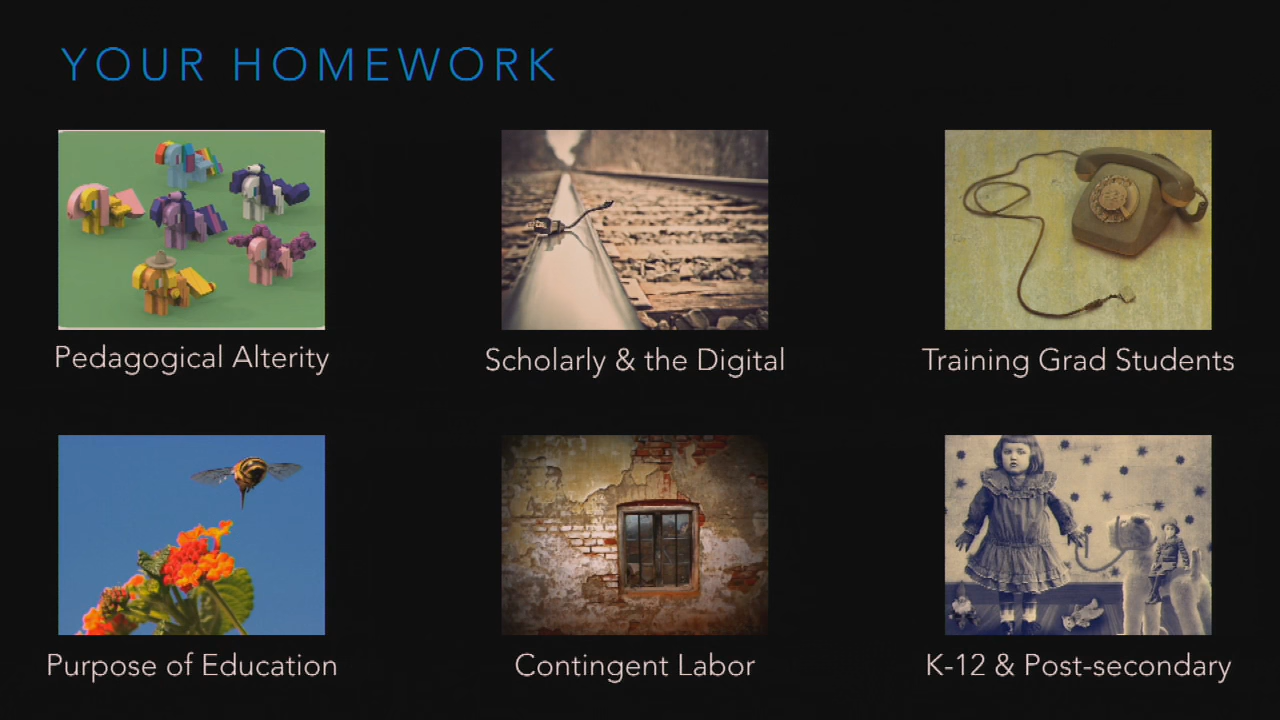 YOUR HOMEWORK
Pedagogical Alterity
Scholarly & the Digital
Training Grad Students
Purpose of Education
Contingent Labor
K-12 & Post-secondary